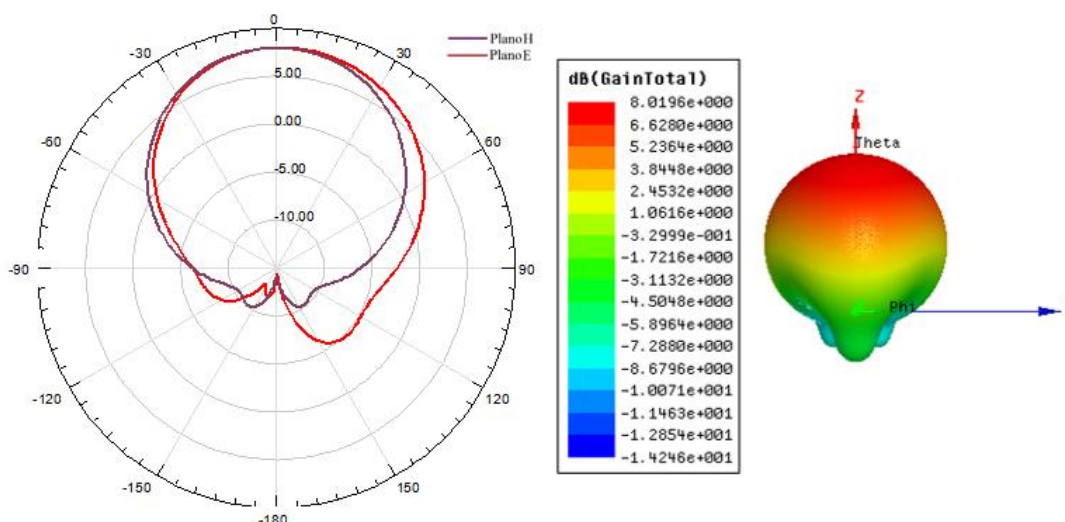 0
-30
30
PlanoH
PlanoE
5.00
-60
60
0.00
-5.00
-10.00
-90
90
-120
120
-150
150
-180
dB(GainTotal)
8.0196e+000
6.6280e+000
5.2364e+000
3.8448e+000
2.4532e+000
1.0616e+000
-3.2999e-001
-1.7216e+000
-3.1132e+000
-4.5048e+000
-5.8964e+000
-7.2880e+000
-8.6796e+000
-1.0071e+001
-1.1463e+001
-1.2854e+001
-1.4246e+001
Z
Theta
Phi